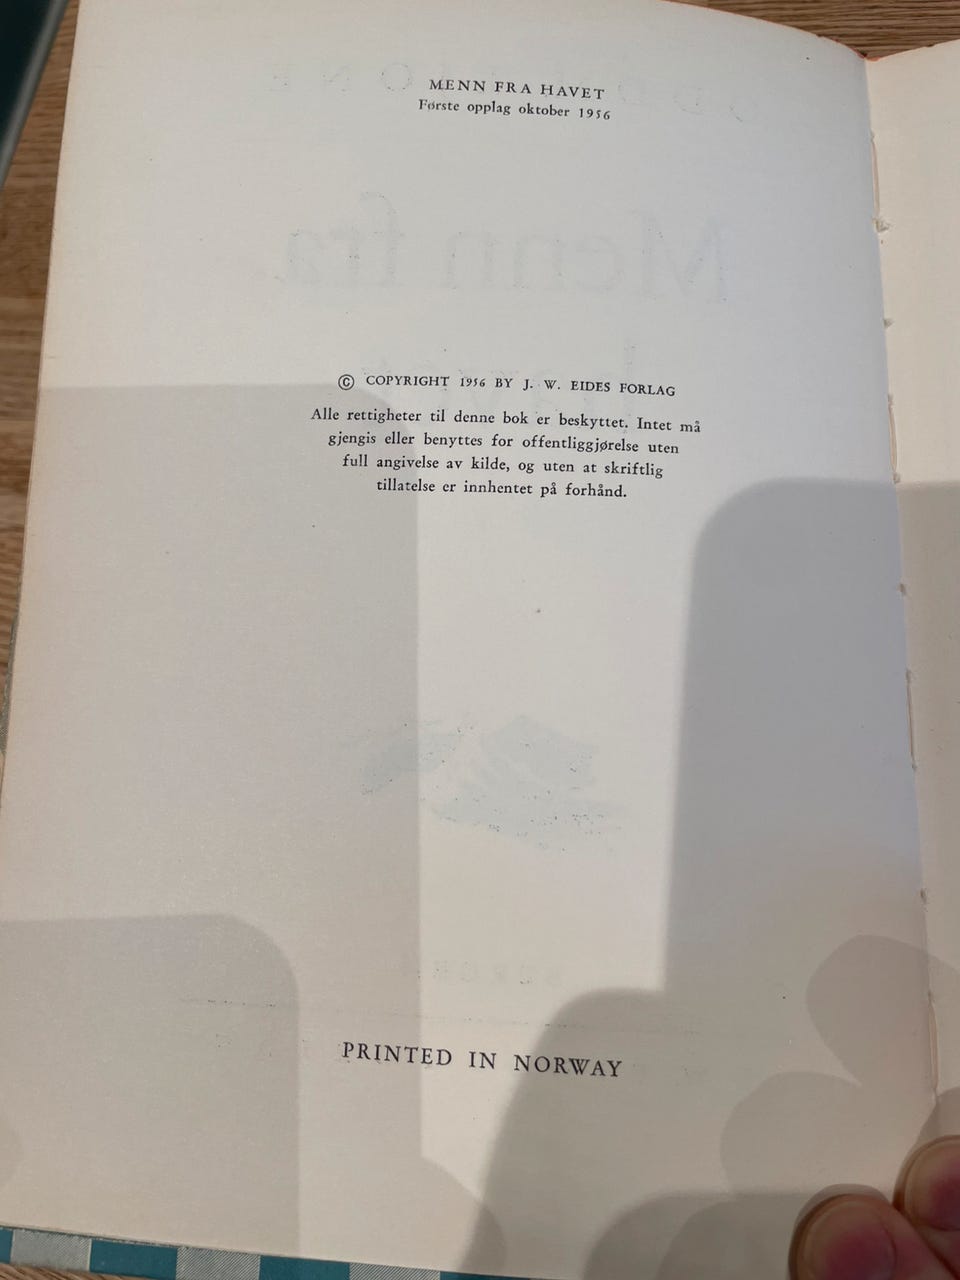 MENN FRA HAVET
Første opplag oktober 1956
Menn fra
© COPYRIGHT 1956 BY J. W. EIDES FORLAG
Alle rettigheter til denne bok er beskyttet. Intet må
gjengis eller benyttes for offentliggjørelse uten
full angivelse av kilde, og uten at skriftlig
tillatelse er innhentet på forhånd.
PRINTED IN NORWAY